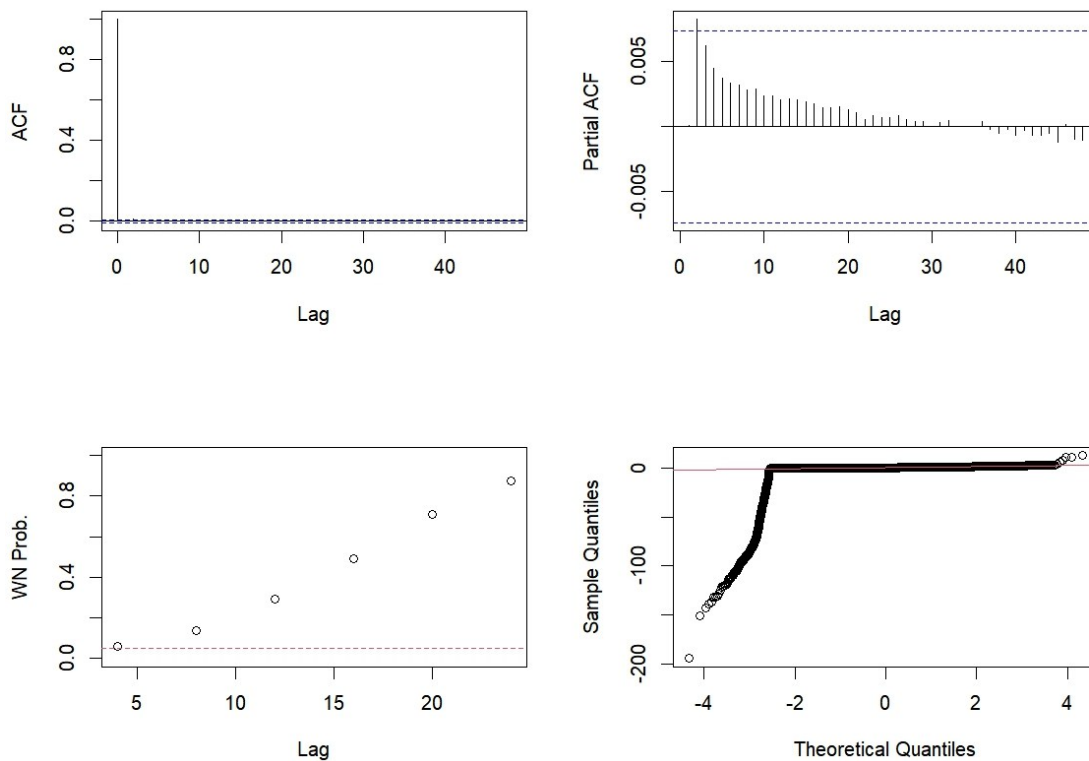 ACF
0.0 0.4 0.8
0 10 20 30 40
Lag
Partial ACF
-0.005 0.005
0 10 20 30 40
Lag
WN Prob.
0.0 0.4 0.8
5 10 15 20
Lag
Sample Quantiles
-200 -100 0
-4 -2 0 2 4
Theoretical Quantiles